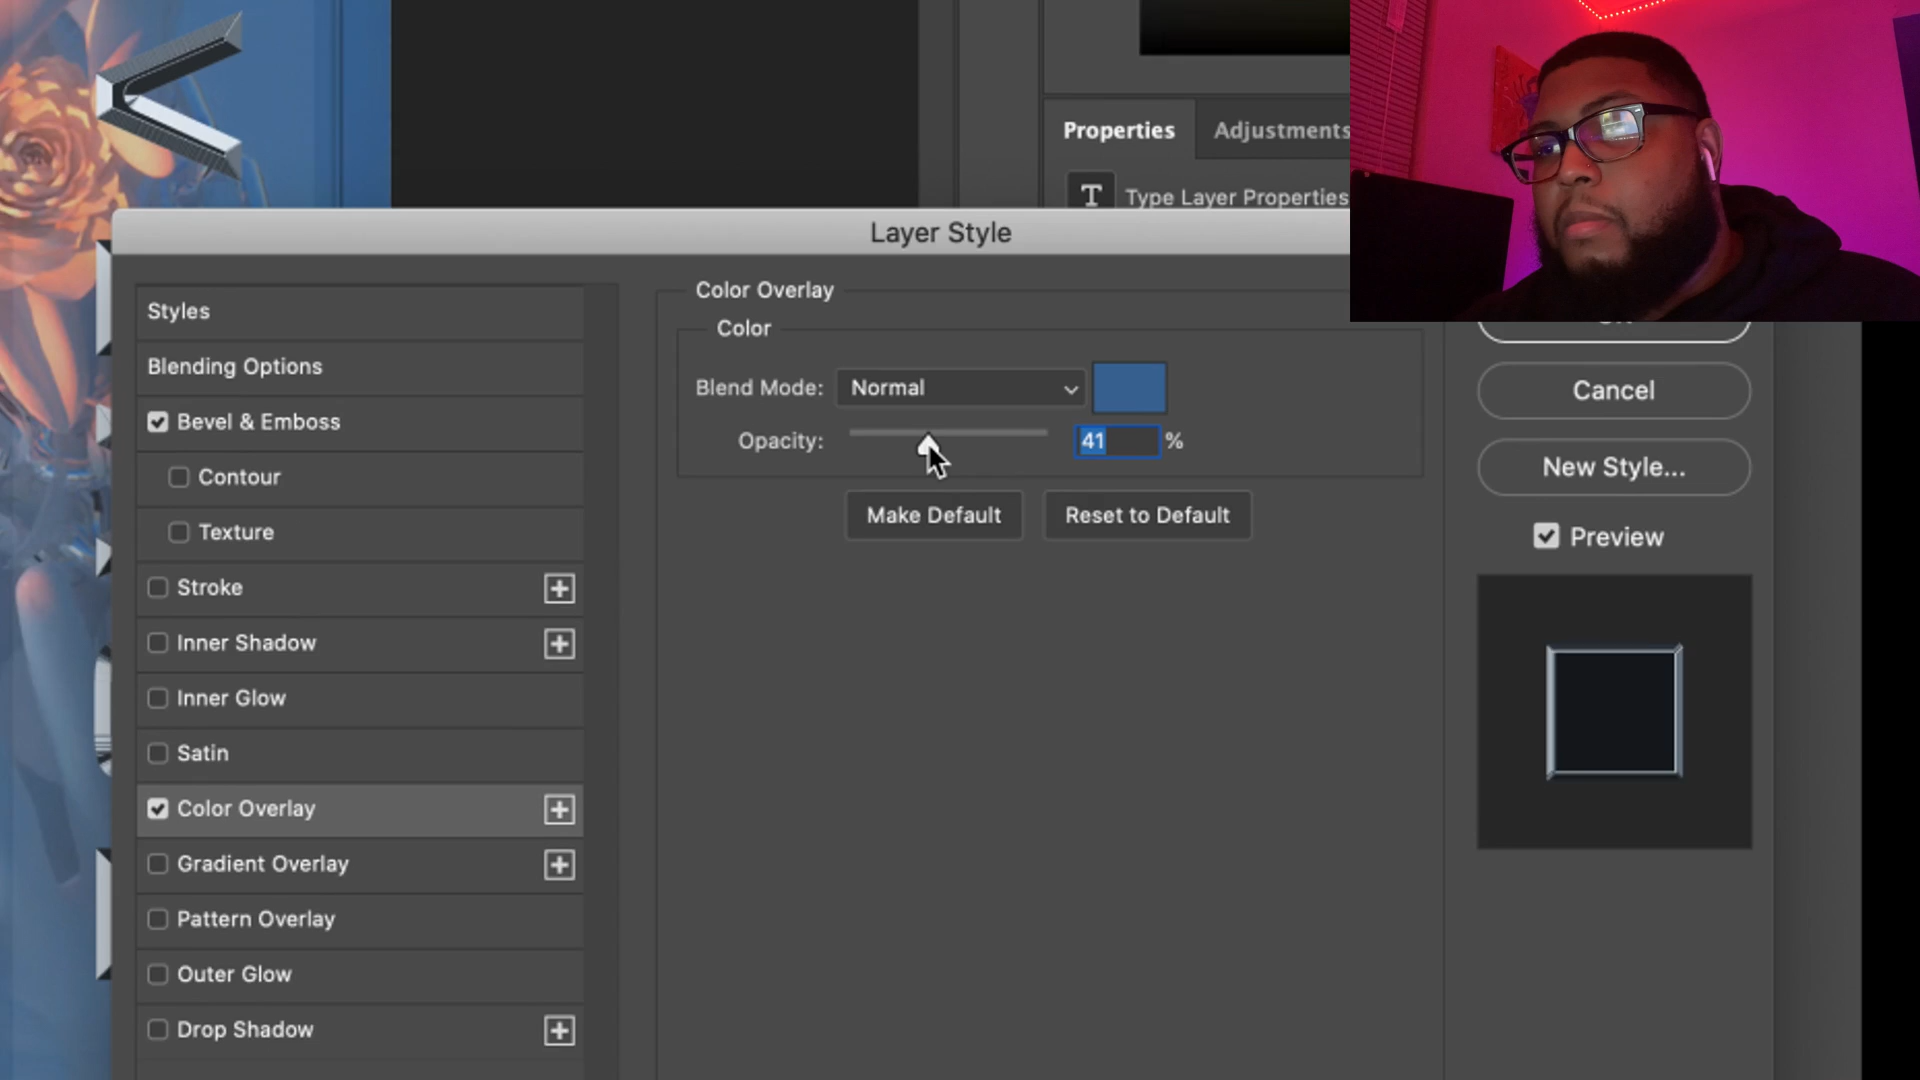 Properties
Adjustments
T
Type Layer Properties
Layer Style
Styles
Blending Options
Bevel & Emboss
Contour
Texture
Stroke
Inner Shadow
Inner Glow
Satin
Color Overlay
Gradient Overlay
Pattern Overlay
Outer Glow
Drop Shadow
Color Overlay
Color
Blend Mode: Normal
Opacity: 41 %
Make Default Reset to Default
Cancel
New Style...
Preview